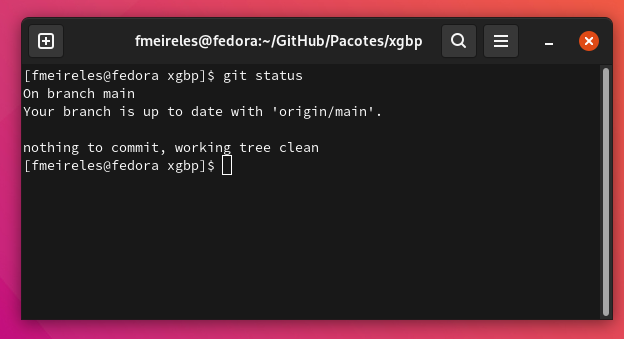 fmeireles@fedora:~/GitHub/Pacotes/xgbp
[fmeireles@fedora xgbp]$ git status
On branch main
Your branch is up to date with 'origin/main'.
nothing to commit, working tree clean
[fmeireles@fedora xgbp]$